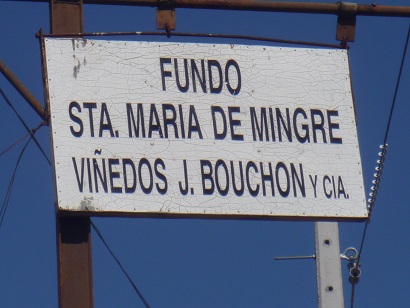 FUNDO
STA. MARIA DE MINGRE
VIÑEDOS J. BOUCHON Y CIA.